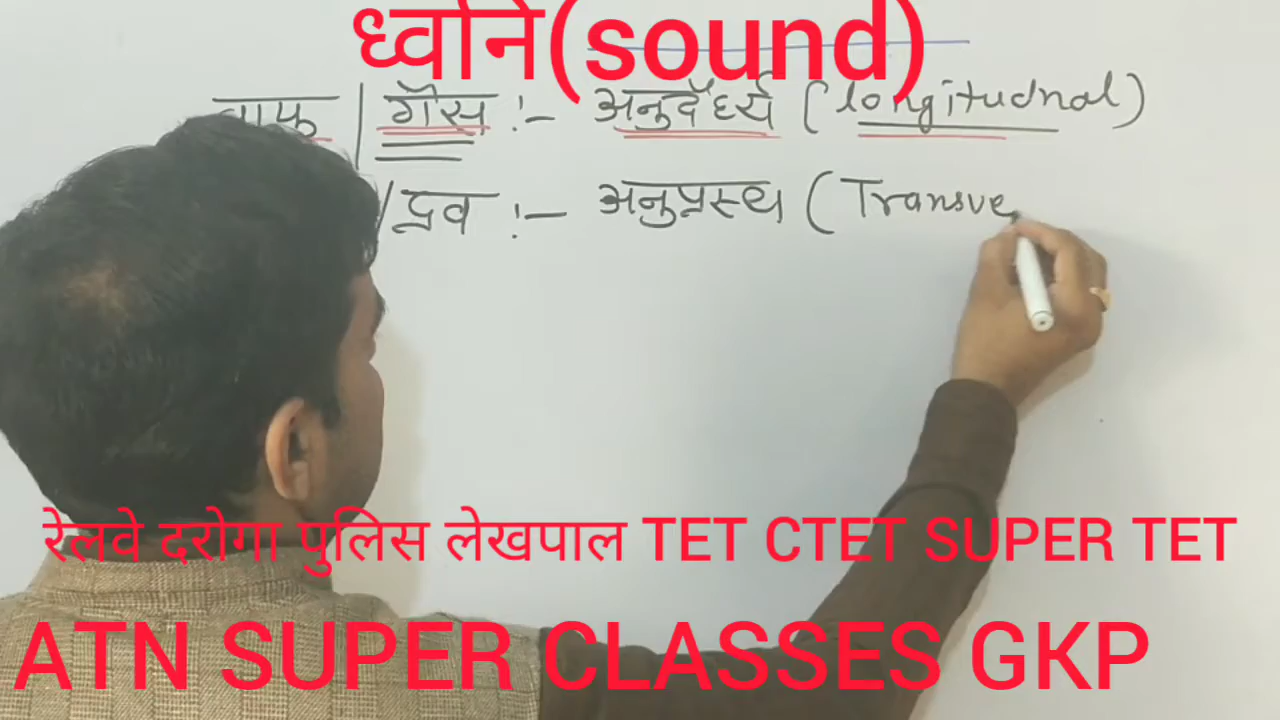 ध्वनि(sound)
| गैस :- अनुदैर्ध्य (longitudnal)
/द्रव :- अनुप्रस्थ (Transve
रेलवे दरोगा पुलिस लेखपाल TET CTET SUPER TET
ATN SUPER CLASSES GKP